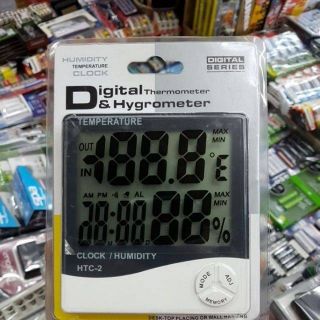 HUMIDITY
TEMPERATURE
CLOCK
DIGITAL
SERIES
Digital Thermometer
& Hygrometer
TEMPERATURE
OUT
-188.8°C
MAX
MIN
IN
AM PM AL
MAX
MIN
18:88 88%
CLOCK / HUMIDITY
HTC-2
MODE
ADJ
MEMORY
DESK-TOP PLACING OR WALL HANGING